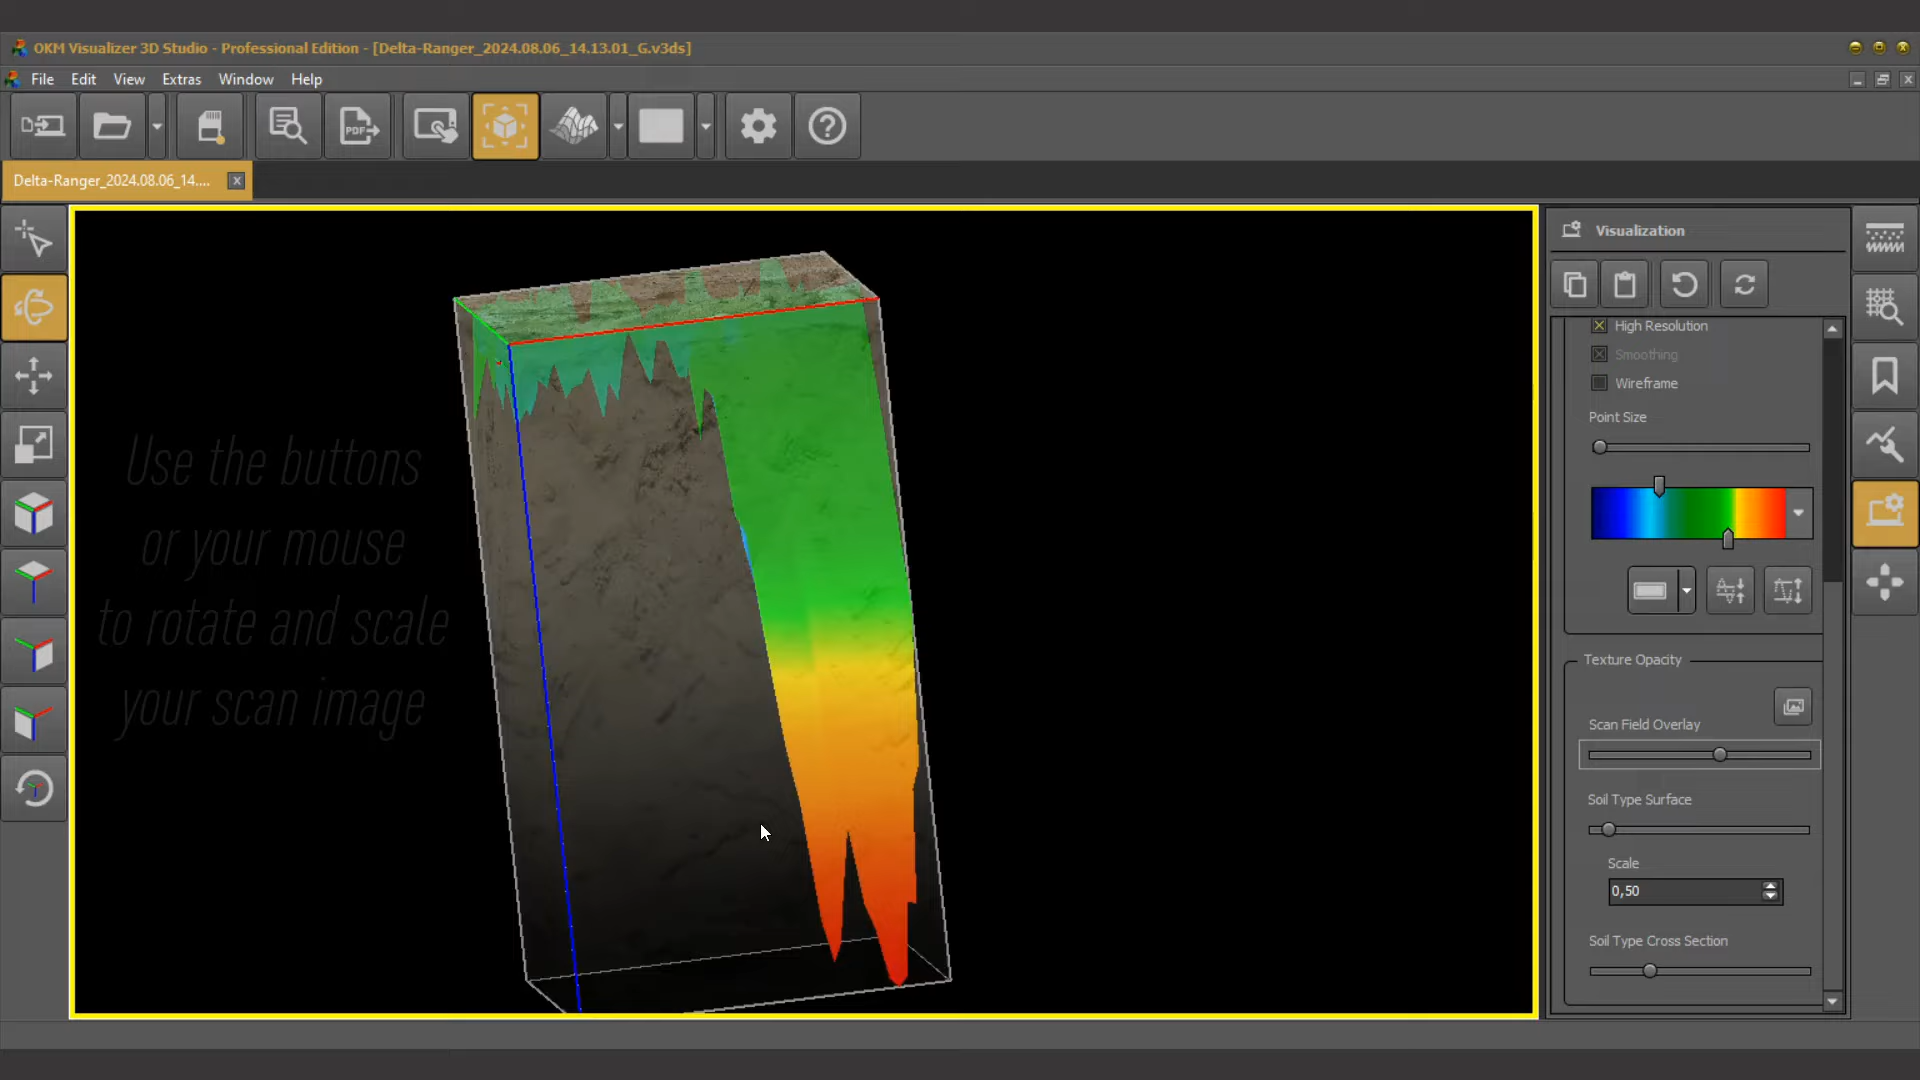 OKM Visualizer 3D Studio - Professional Edition - [Delta-Ranger_2024.08.06_14.13.01_G.v3ds]
File Edit View Extras Window Help
PDF
Delta-Ranger_2024.08.06_14....
Visualization
High Resolution
Smoothing
Wireframe
Point Size
Use the buttons
or your mouse
to rotate and scale
your scan image
Texture Opacity
Scan Field Overlay
Soil Type Surface
Scale
0,50
Soil Type Cross Section